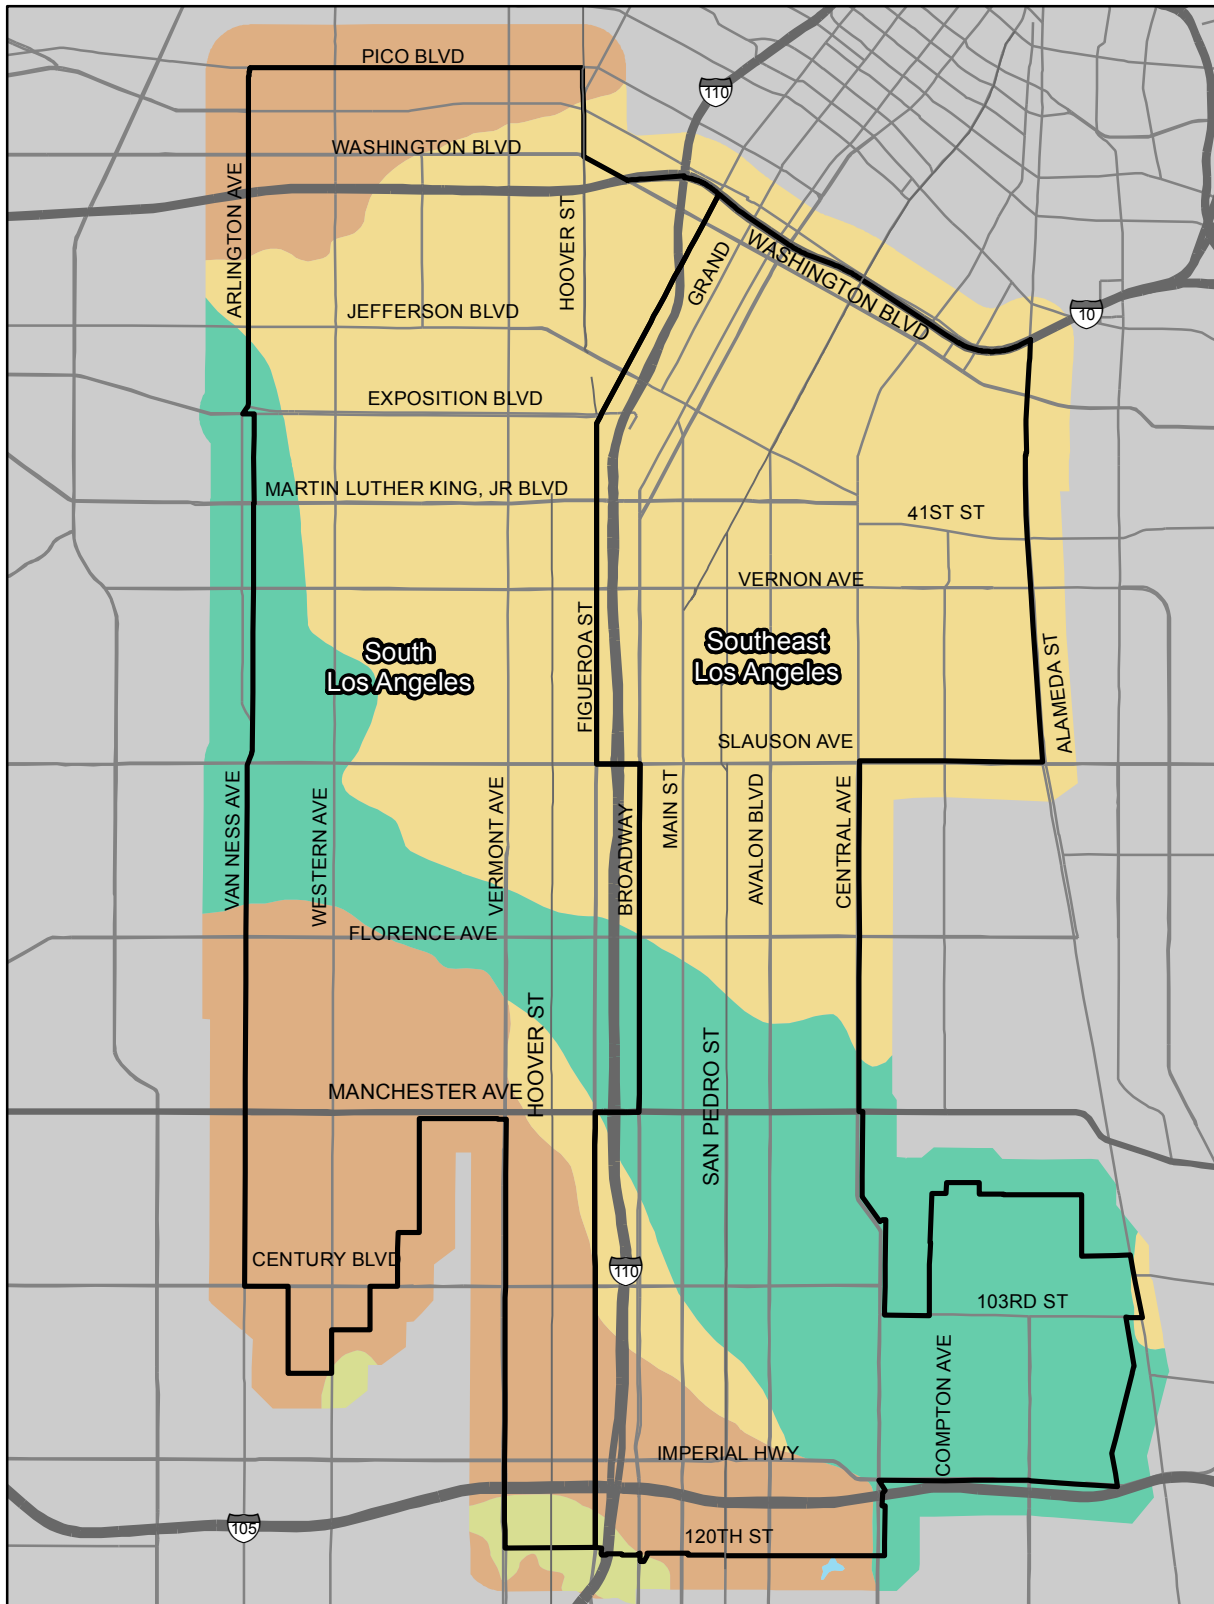 PICO BLVD
110
WASHINGTON BLVD
ARLINGTON AVE
HOOVER ST
GRAND
WASHINGTON BLVD
JEFFERSON BLVD
10
EXPOSITION BLVD
MARTIN LUTHER KING, JR BLVD
41ST ST
VERNON AVE
South
Los Angeles
FIGUEROA ST
Southeast
Los Angeles
ALAMEDA ST
SLAUSON AVE
VAN NESS AVE
WESTERN AVE
VERMONT AVE
BROADWAY
MAIN ST
AVALON BLVD
CENTRAL AVE
FLORENCE AVE
HOOVER ST
SAN PEDRO ST
MANCHESTER AVE
CENTURY BLVD
110
103RD ST
COMPTON AVE
IMPERIAL HWY
105
120TH ST